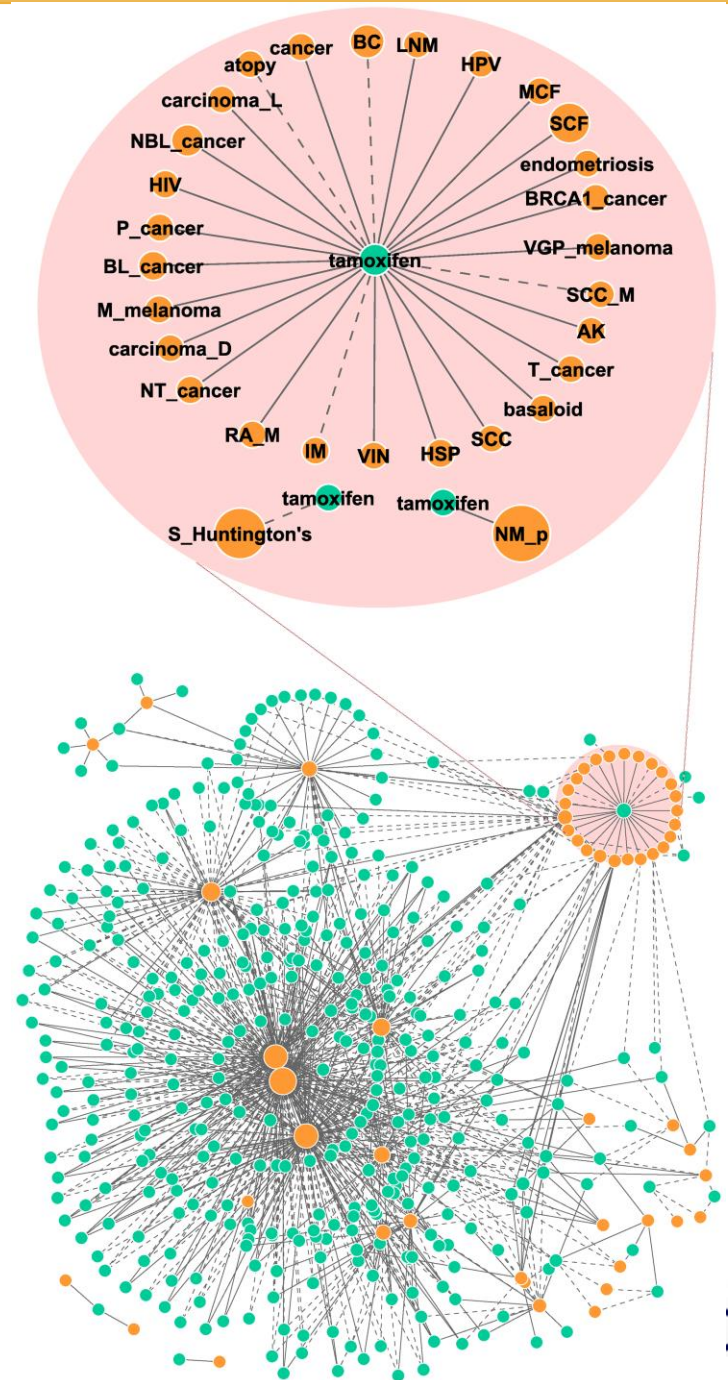 cancer
BC
LNM
atopy
HPV
carcinoma_L
MCF
SCF
NBL_cancer
endometriosis
HIV
BRCA1_cancer
P_cancer
VGP_melanoma
tamoxifen
BL_cancer
SCC_M
M_melanoma
AK
carcinoma_D
T_cancer
NT_cancer
basaloid
RA_M
SCC
IM
VIN
HSP
tamoxifen
tamoxifen
S_Huntington's
NM_p